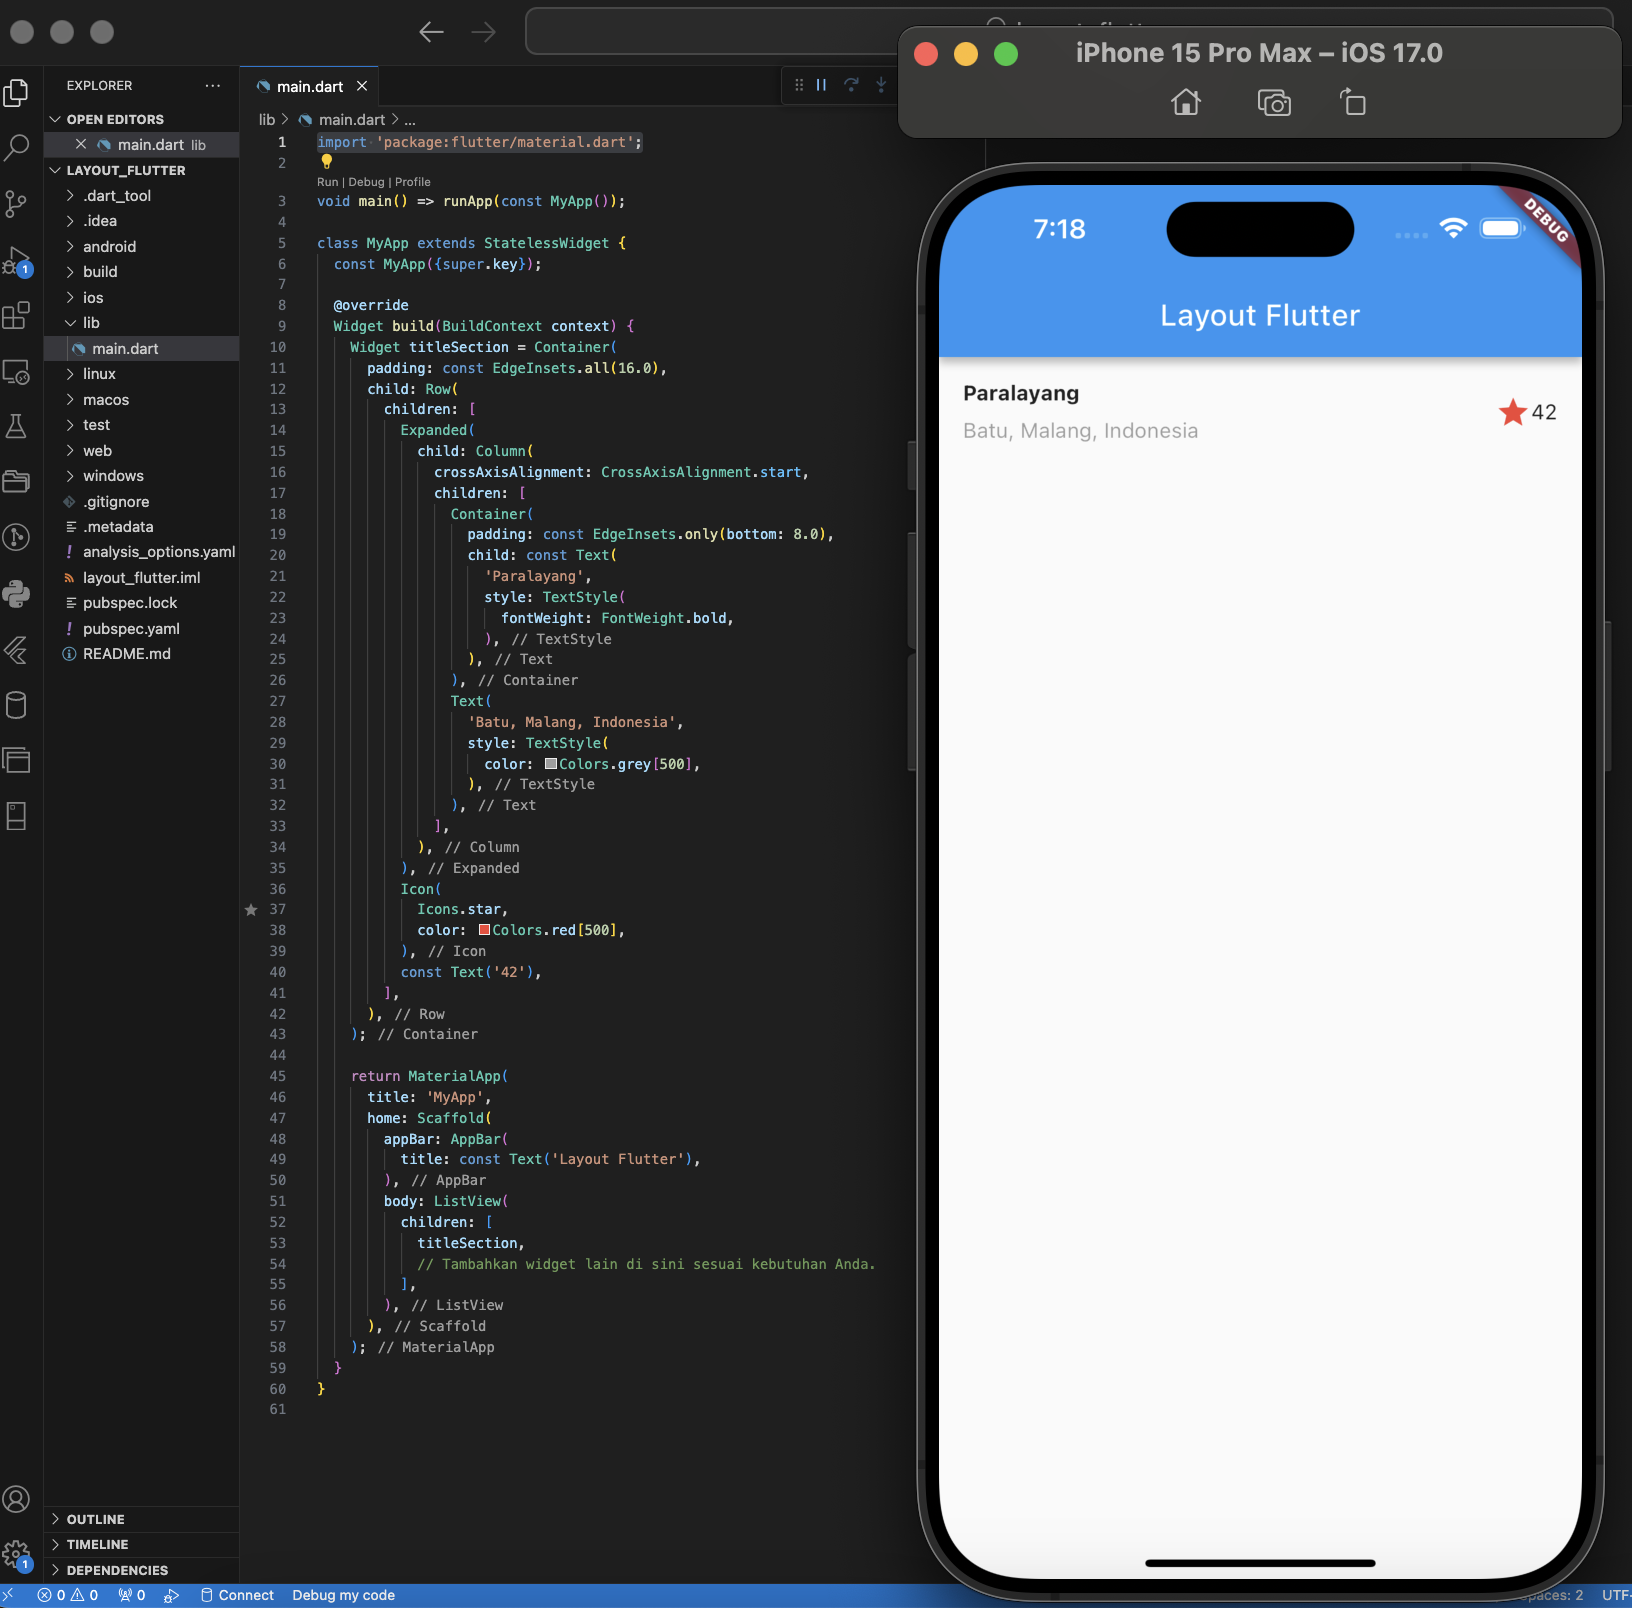 iPhone 15 Pro Max – iOS 17.0
EXPLORER
OPEN EDITORS
main.dart lib
LAYOUT_FLUTTER
.dart_tool
.idea
android
build
ios
lib
main.dart
linux
macos
test
web
windows
.gitignore
.metadata
analysis_options.yaml
layout_flutter.iml
pubspec.lock
pubspec.yaml
README.md
OUTLINE
TIMELINE
DEPENDENCIES
main.dart
lib > main.dart > ...
1 import 'package:flutter/material.dart';
2
Run | Debug | Profile
3 void main() => runApp(const MyApp());
4
5 class MyApp extends StatelessWidget {
6 const MyApp({super.key});
7
8 @override
9 Widget build(BuildContext context) {
10 Widget titleSection = Container(
11 padding: const EdgeInsets.all(16.0),
12 child: Row(
13 children: [
14 Expanded(
15 child: Column(
16 crossAxisAlignment: CrossAxisAlignment.start,
17 children: [
18 Container(
19 padding: const EdgeInsets.only(bottom: 8.0),
20 child: const Text(
21 'Paralayang',
22 style: TextStyle(
23 fontWeight: FontWeight.bold,
24 ), // TextStyle
25 ), // Text
26 ), // Container
27 Text(
28 'Batu, Malang, Indonesia',
29 style: TextStyle(
30 color: Colors.grey[500],
31 ), // TextStyle
32 ), // Text
33 ],
34 ), // Column
35 ), // Expanded
36 Icon(
37 Icons.star,
38 color: Colors.red[500],
39 ), // Icon
40 const Text('42'),
41 ],
42 ), // Row
43 ); // Container
44
45 return MaterialApp(
46 title: 'MyApp',
47 home: Scaffold(
48 appBar: AppBar(
49 title: const Text('Layout Flutter'),
50 ), // AppBar
51 body: ListView(
52 children: [
53 titleSection,
54 // Tambahkan widget lain di sini sesuai kebutuhan Anda.
55 ],
56 ), // ListView
57 ), // Scaffold
58 ); // MaterialApp
59 }
60 }
61
7:18
DEBUG
Layout Flutter
Paralayang
Batu, Malang, Indonesia
42
1
1
0 0 0 Connect Debug my code
paces: 2 UTF-